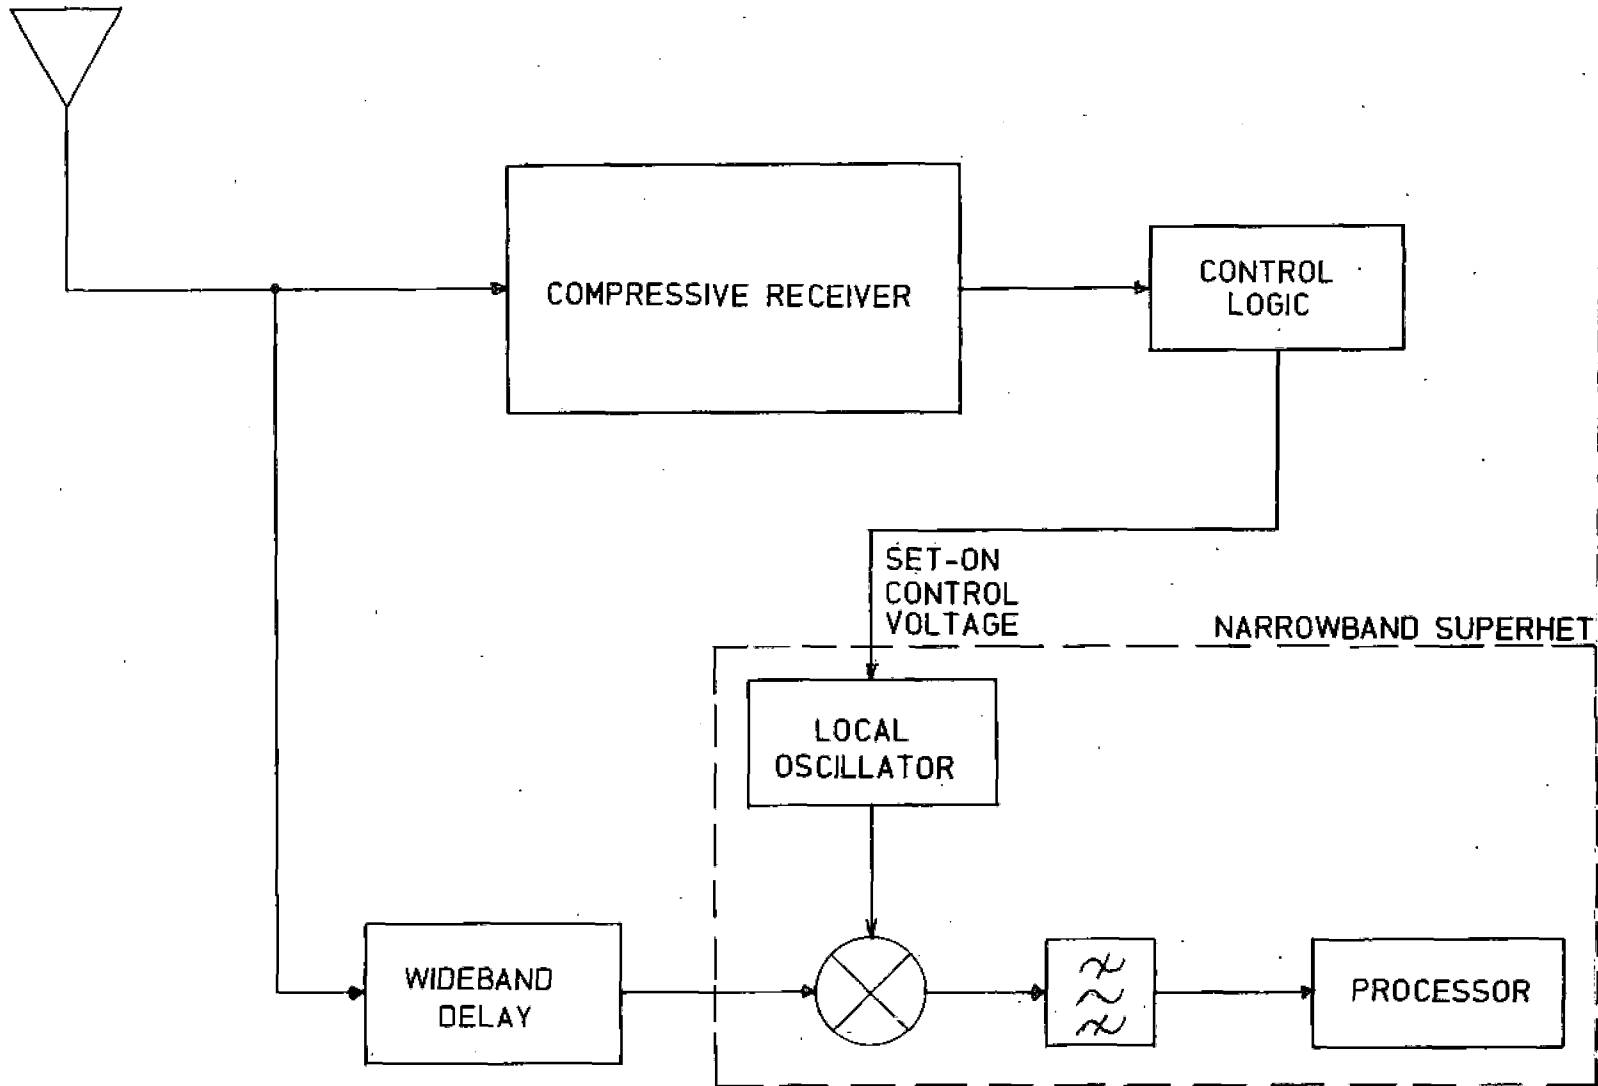 COMPRESSIVE RECEIVER
CONTROL
LOGIC
SET-ON
CONTROL
VOLTAGE
NARROWBAND SUPERHET
LOCAL
OSCILLATOR
WIDEBAND
DELAY
PROCESSOR